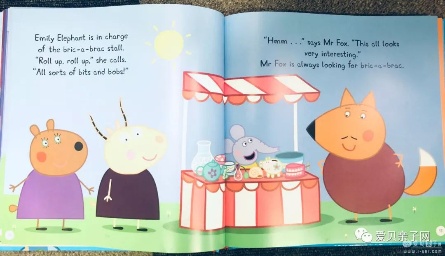 Emily Elephant is in charge
of the bric-a-brac stall.
"Roll up, roll up," she calls.
"All sorts of bits and bobs!"
"Hmm . . ." says Mr Fox. "This all looks
very interesting."
Mr Fox is always looking for bric-a-brac.
爱贝亲子网